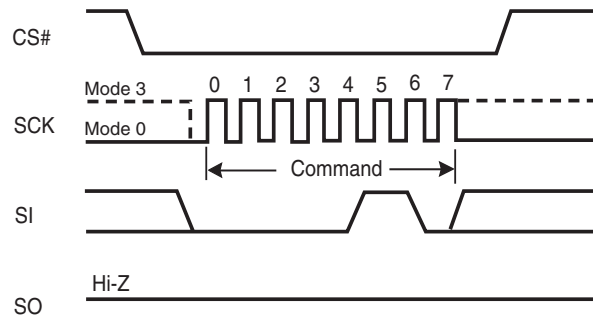 CS#
Mode 3
0 1 2 3 4 5 6 7
SCK
Mode 0
Command
SI
Hi-Z
SO